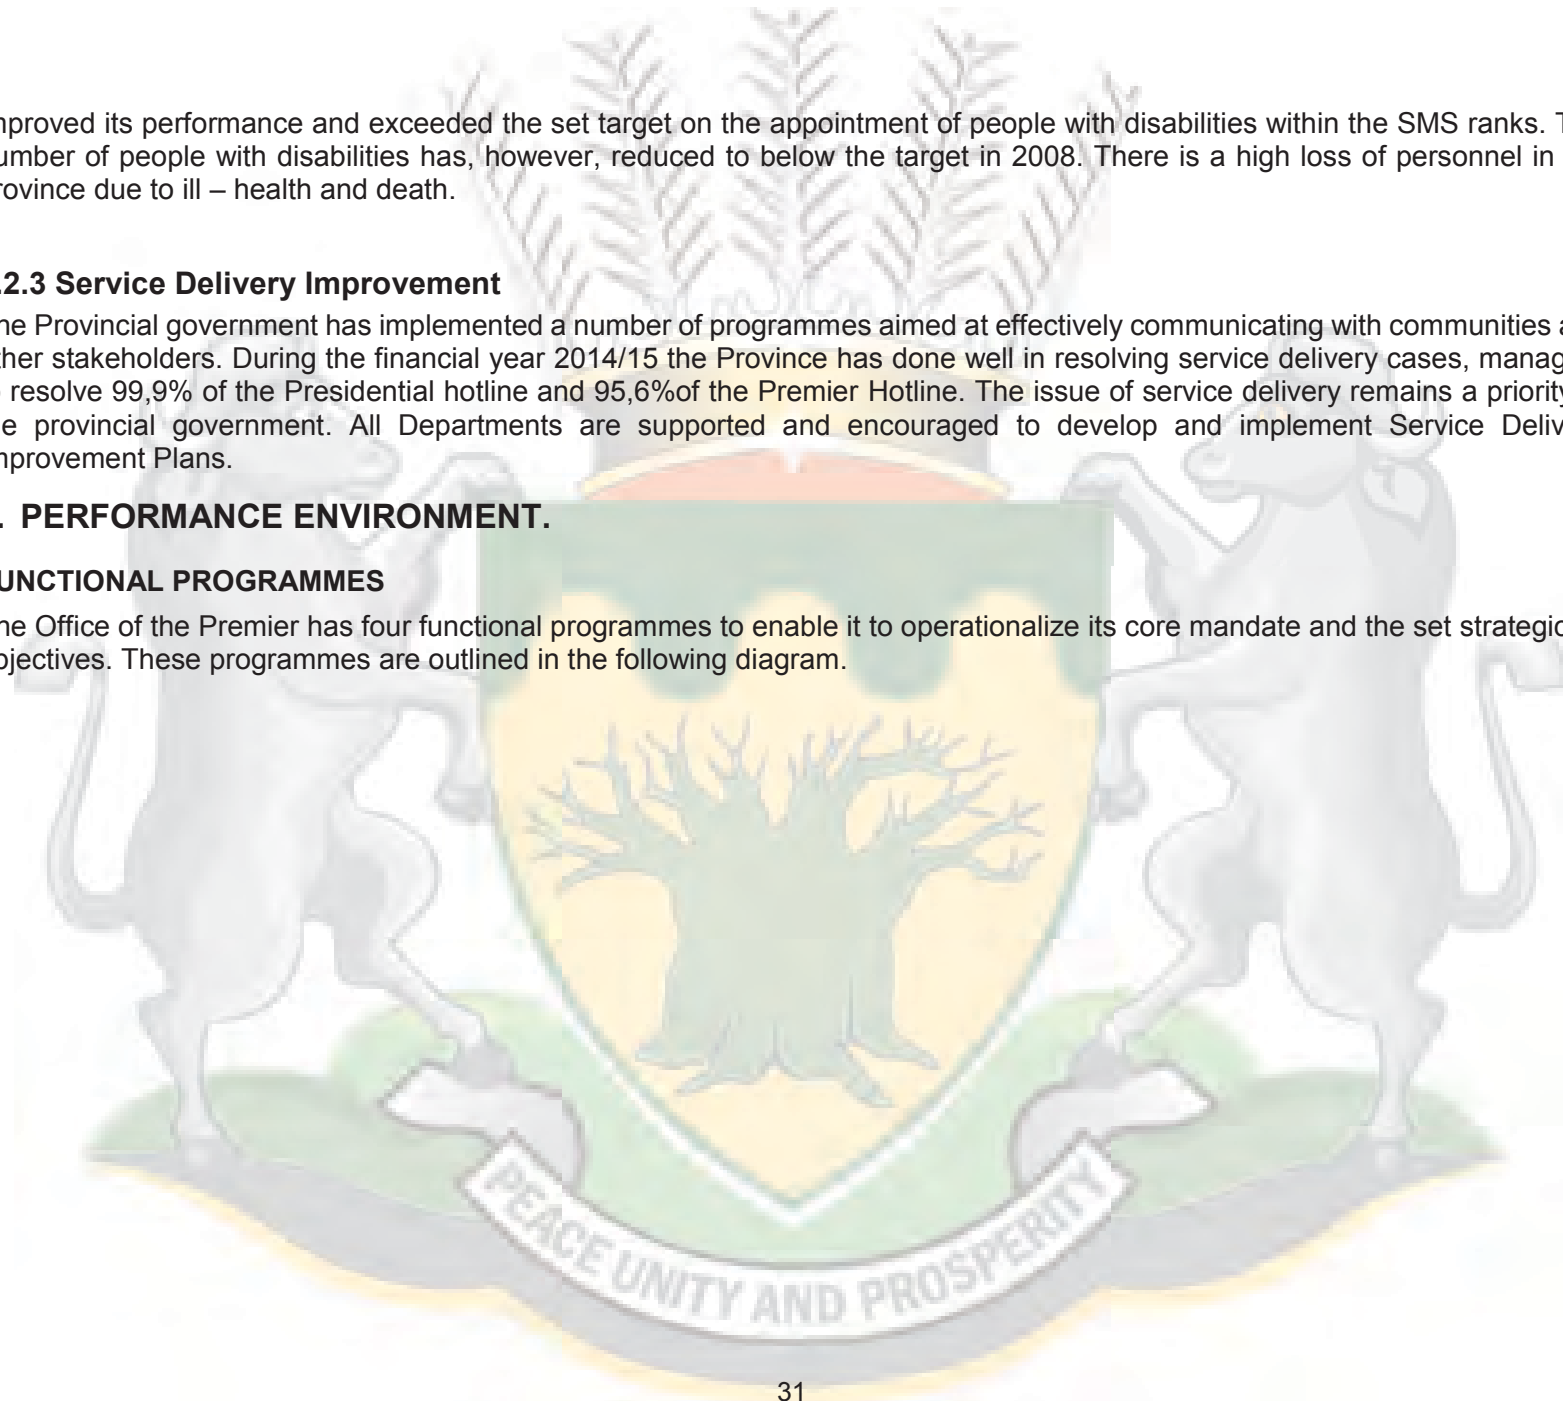 mproved its performance and exceeded the set target on the appointment of people with disabilities within the SMS ranks. T
umber of people with disabilities has, however, reduced to below the target in 2008. There is a high loss of personnel in
rovince due to ill – health and death.
.2.3 Service Delivery Improvement
he Provincial government has implemented a number of programmes aimed at effectively communicating with communities a
ther stakeholders. During the financial year 2014/15 the Province has done well in resolving service delivery cases, manag
resolve 99,9% of the Presidential hotline and 95,6%of the Premier Hotline. The issue of service delivery remains a priority
e provincial government. All Departments are supported and encouraged to develop and implement Service Deliv
mprovement Plans.
. PERFORMANCE ENVIRONMENT.
UNCTIONAL PROGRAMMES
he Office of the Premier has four functional programmes to enable it to operationalize its core mandate and the set strategic
bjectives. These programmes are outlined in the following diagram.
PEACE UNITY AND PROSPERITY
31